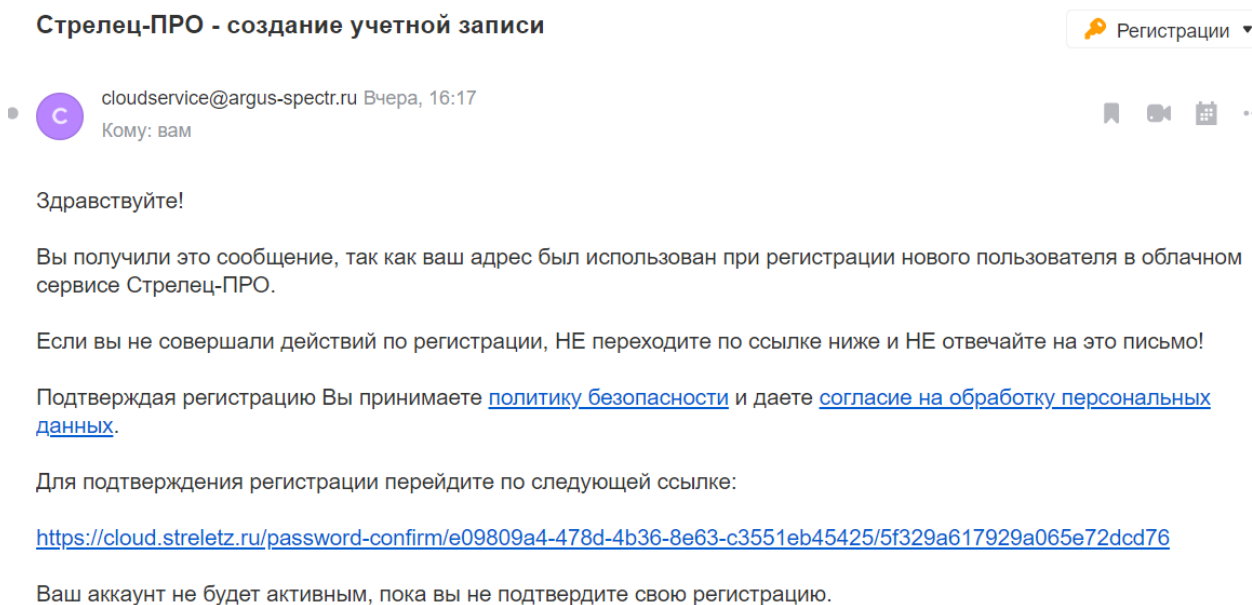 Стрелец-ПРО - создание учетной записи
Регистрации
С
cloudservice@argus-spectr.ru Вчера, 16:17
Кому: вам
Здравствуйте!
Вы получили это сообщение, так как ваш адрес был использован при регистрации нового пользователя в облачном
сервисе Стрелец-ПРО.
Если вы не совершали действий по регистрации, НЕ переходите по ссылке ниже и НЕ отвечайте на это письмо!
Подтверждая регистрацию Вы принимаете политику безопасности и даете согласие на обработку персональных
данных.
Для подтверждения регистрации перейдите по следующей ссылке:
https://cloud.streletz.ru/password-confirm/e09809a4-478d-4b36-8e63-c3551eb45425/5f329a617929a065e72dcd76
Ваш аккаунт не будет активным, пока вы не подтвердите свою регистрацию.